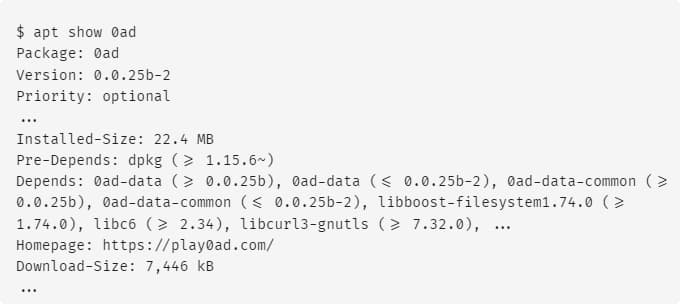 $ apt show 0ad
Package: 0ad
Version: 0.0.25b-2
Priority: optional
…
Installed-Size: 22.4 MB
Pre-Depends: dpkg (⩾ 1.15.6~)
Depends: 0ad-data (⩾ 0.0.25b), 0ad-data (⩽ 0.0.25b-2), 0ad-data-common (⩾
0.0.25b), 0ad-data-common (⩽ 0.0.25b-2), libboost-filesystem1.74.0 (⩾
1.74.0), libc6 (⩾ 2.34), libcurl3-gnutls (⩾ 7.32.0), …
Homepage: https://play0ad.com/
Download-Size: 7,446 kB
…